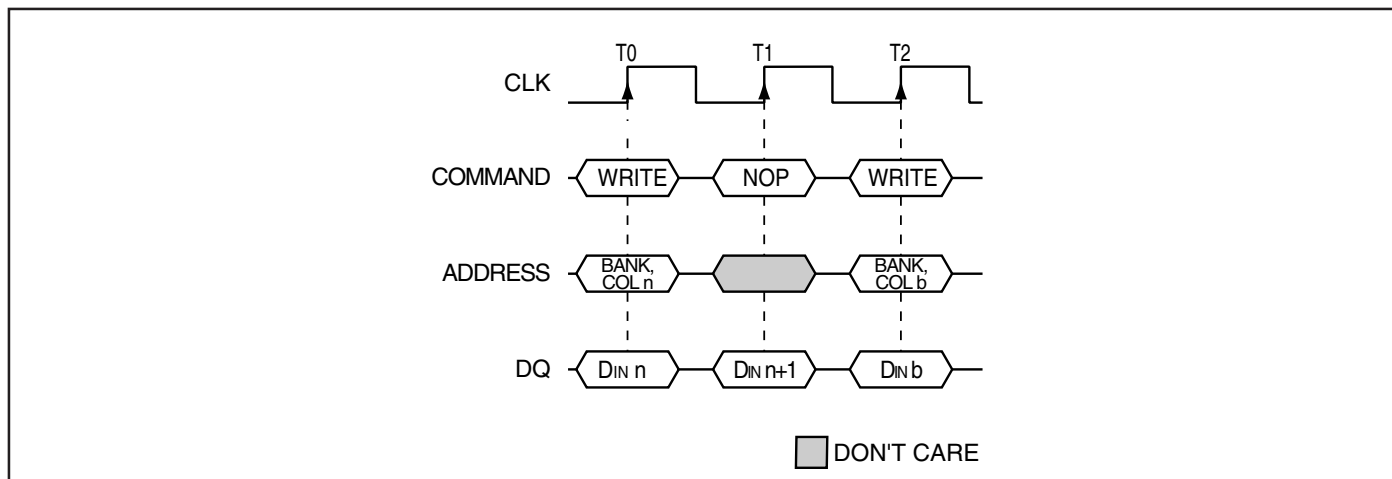 T0 T1 T2
CLK
COMMAND WRITE NOP WRITE
ADDRESS BANK, COL n BANK, COL b
DQ DIN n DIN n+1 DIN b
DON'T CARE